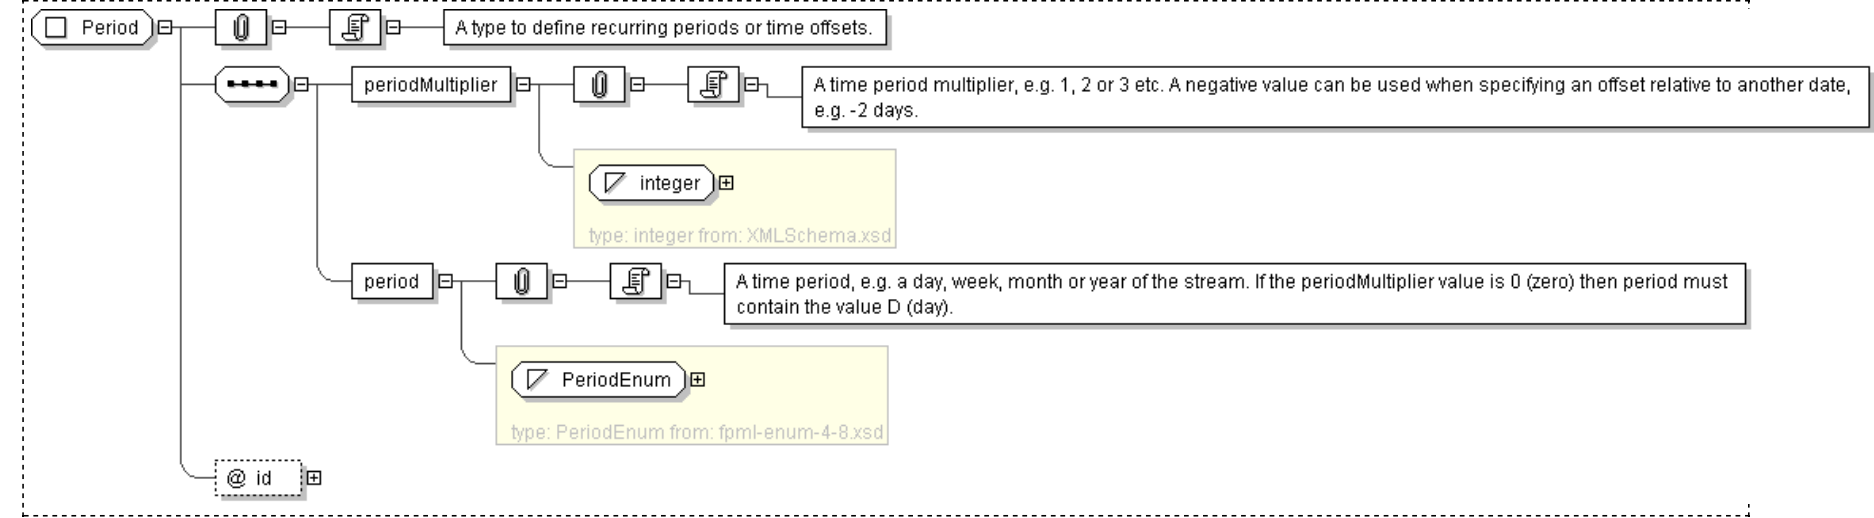 Period
A type to define recurring periods or time offsets.
periodMultiplier
A time period multiplier, e.g. 1, 2 or 3 etc. A negative value can be used when specifying an offset relative to another date,
e.g. -2 days.
integer
type: integer from: XMLSchema.xsd
period
A time period, e.g. a day, week, month or year of the stream. If the periodMultiplier value is 0 (zero) then period must
contain the value D (day).
PeriodEnum
type: PeriodEnum from: fpml-enum-4-8.xsd
@ id